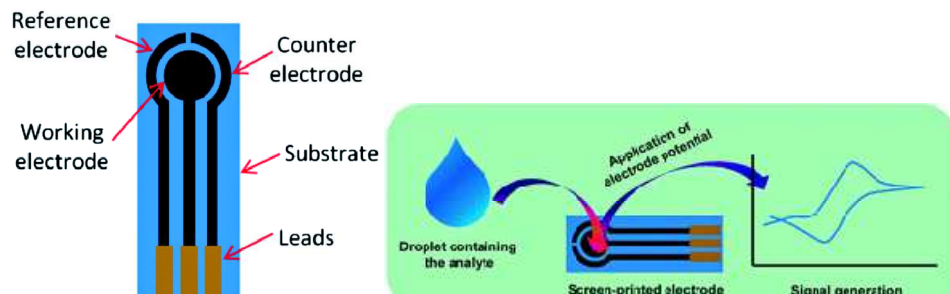 Reference
electrode
Counter
electrode
Working
electrode
Substrate
Leads
Application of
electrode potential
Droplet containing
the analyte
Screen-printed electrode
Signal generation